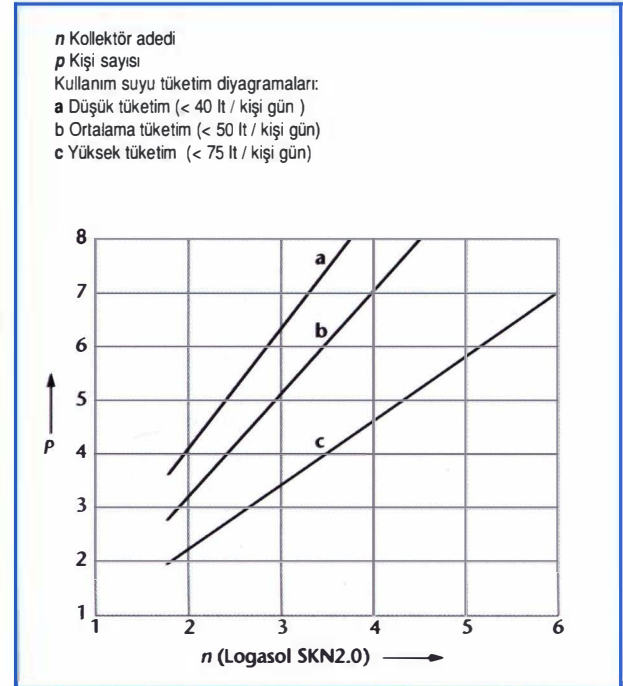 n Kollektör adedi
p Kişi sayısı
Kullanım suyu tüketim diyagramaları:
a Düşük tüketim (< 40 lt / kişi gün )
b Ortalama tüketim (< 50 lt / kişi gün)
c Yüksek tüketim (< 75 lt / kişi gün)
8
a
7
b
6
5
p
4
c
3
2
1
1 2 3 4 5 6
n (Logasol SKN2.0)